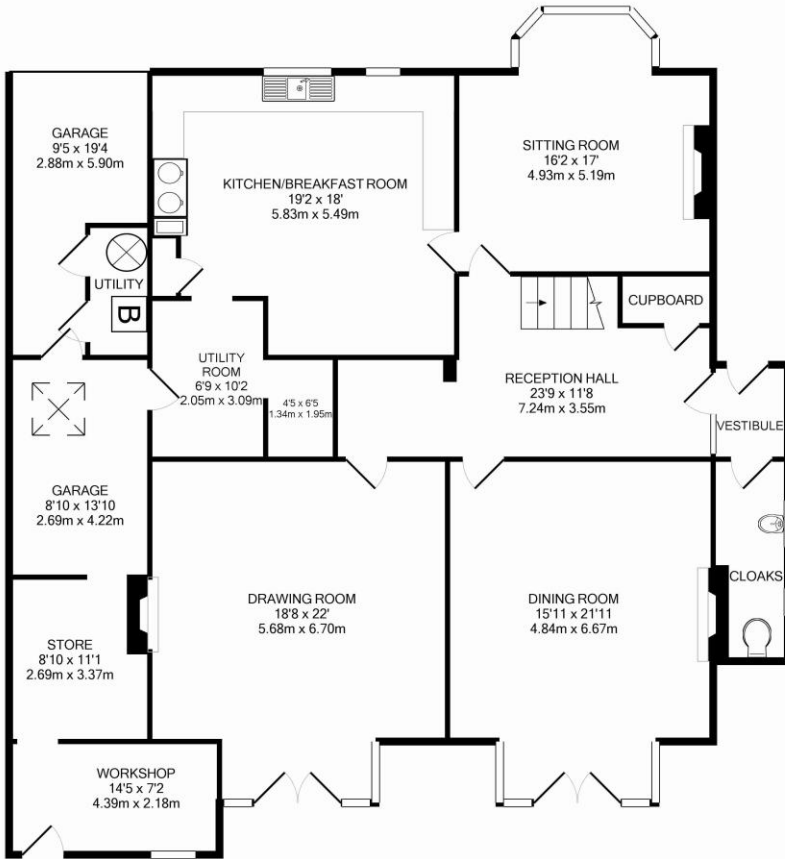 GARAGE
9'5 x 19'4
2.88m x 5.90m
KITCHEN/BREAKFAST ROOM
19'2 x 18'
5.83m x 5.49m
SITTING ROOM
16'2 x 17'
4.93m x 5.19m
UTILITY
B
CUPBOARD
UTILITY
ROOM
6'9 x 10'2
2.05m x 3.09m
4'5 x 6'5
1.34m x 1.95m
RECEPTION HALL
23'9 x 11'8
7.24m x 3.55m
VESTIBULE
GARAGE
8'10 x 13'10
2.69m x 4.22m
DRAWING ROOM
18'8 x 22'
5.68m x 6.70m
DINING ROOM
15'11 x 21'11
4.84m x 6.67m
CLOAKS
STORE
8'10 x 11'1
2.69m x 3.37m
WORKSHOP
14'5 x 7'2
4.39m x 2.18m